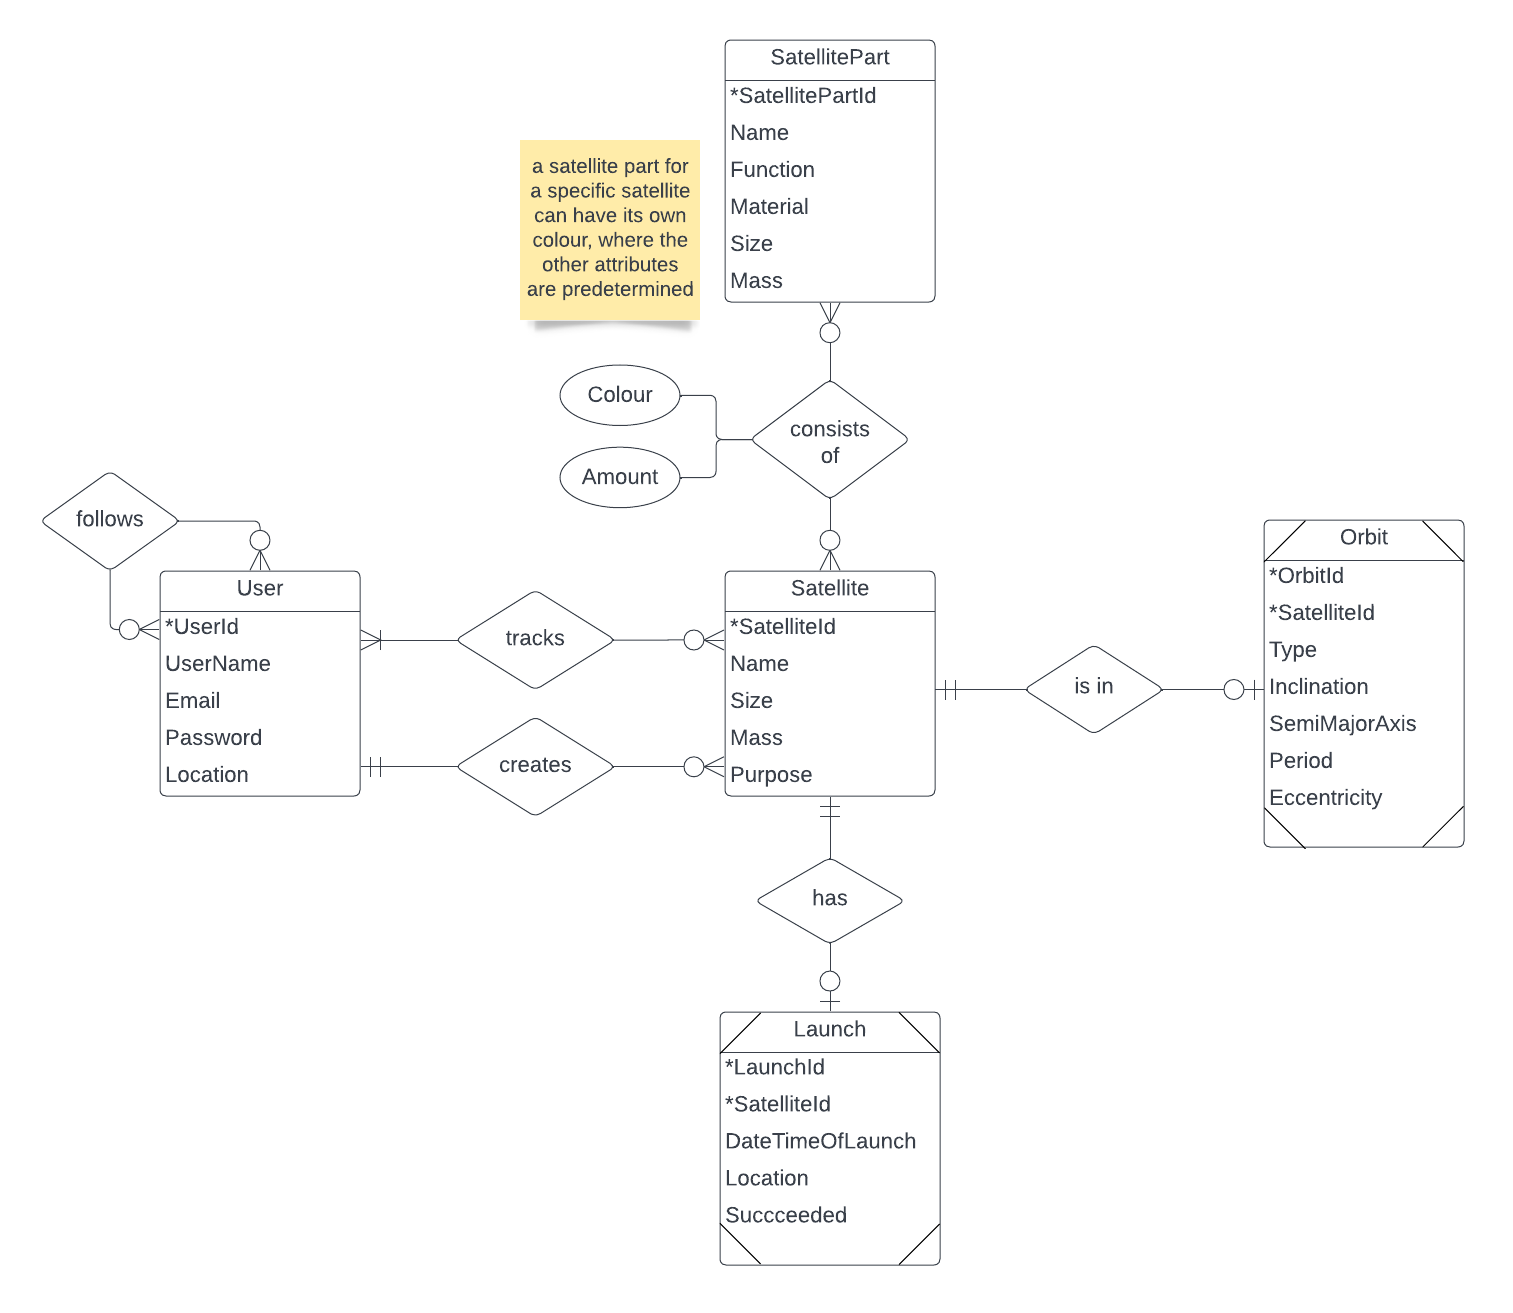 SatellitePart
*SatellitePartId
Name
Function
Material
Size
Mass
a satellite part for
a specific satellite
can have its own
colour, where the
other attributes
are predetermined
Colour
Amount
consists
of
follows
User
*UserId
UserName
Email
Password
Location
tracks
creates
Satellite
*SatelliteId
Name
Size
Mass
Purpose
is in
Orbit
*OrbitId
*SatelliteId
Type
Inclination
SemiMajorAxis
Period
Eccentricity
has
Launch
*LaunchId
*SatelliteId
DateTimeOfLaunch
Location
Succceeded